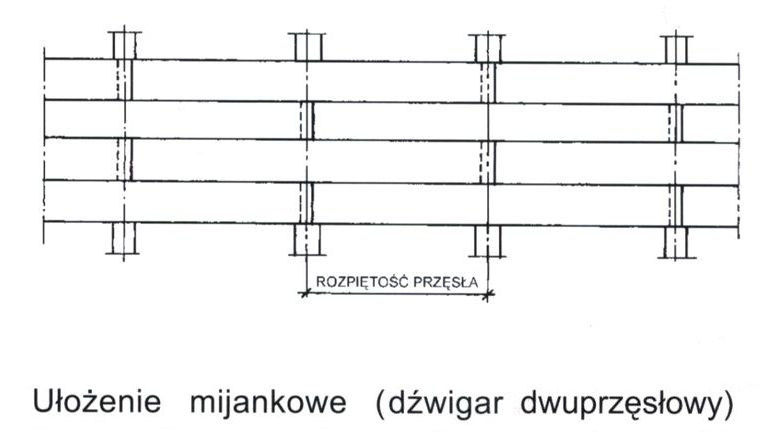 ROZPIĘTOŚĆ PRZĘSŁA
Ułożenie mijankowe (dźwigar dwuprzęsłowy)